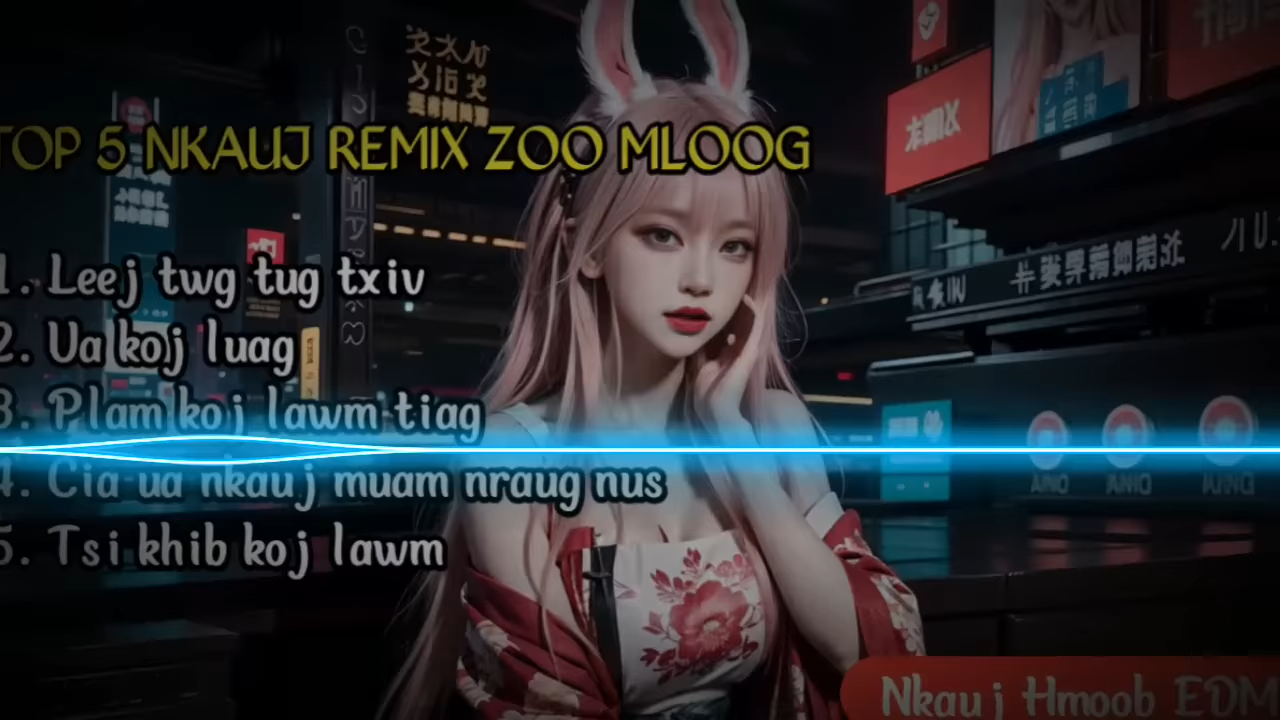 TOP 5 NKAUJ REMIX ZOO MLOOG
1. Leej twg tug txiv
2. Ua koj luag
3. Plam koj lawm tiag
4. Cia ua nkauj muam nraug nus
5. Tsi khib koj lawm
Nkauj Hmoob EDM